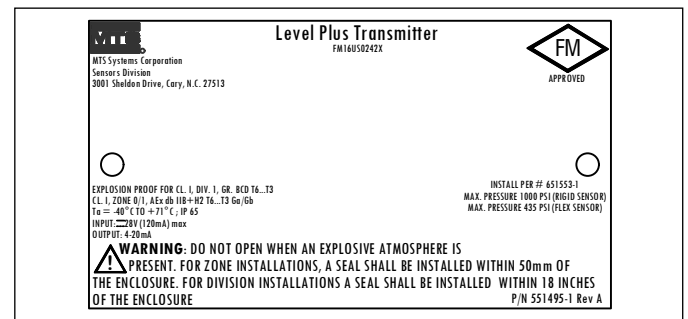 MTS
Level Plus Transmitter
FM16US0242X
FM
APPROVED
MTS Systems Corporation
Sensors Division
3001 Sheldon Drive, Cary, N.C. 27513
EXPLOSION PROOF FOR CL. I, DIV. 1, GR. BCD T6...T3
CL. I, ZONE 0/1, AEx db IIB+H2 T6...T3 Ga/Gb
Ta = -40°C TO +71°C ; IP 65
INPUT: 28V (120mA) max
OUTPUT: 4-20mA
INSTALL PER # 651553-1
MAX. PRESSURE 1000 PSI (RIGID SENSOR)
MAX. PRESSURE 435 PSI (FLEX SENSOR)
WARNING: DO NOT OPEN WHEN AN EXPLOSIVE ATMOSPHERE IS
PRESENT. FOR ZONE INSTALLATIONS, A SEAL SHALL BE INSTALLED WITHIN 50mm OF
THE ENCLOSURE. FOR DIVISION INSTALLATIONS A SEAL SHALL BE INSTALLED WITHIN 18 INCHES
OF THE ENCLOSURE
P/N 551495-1 Rev A